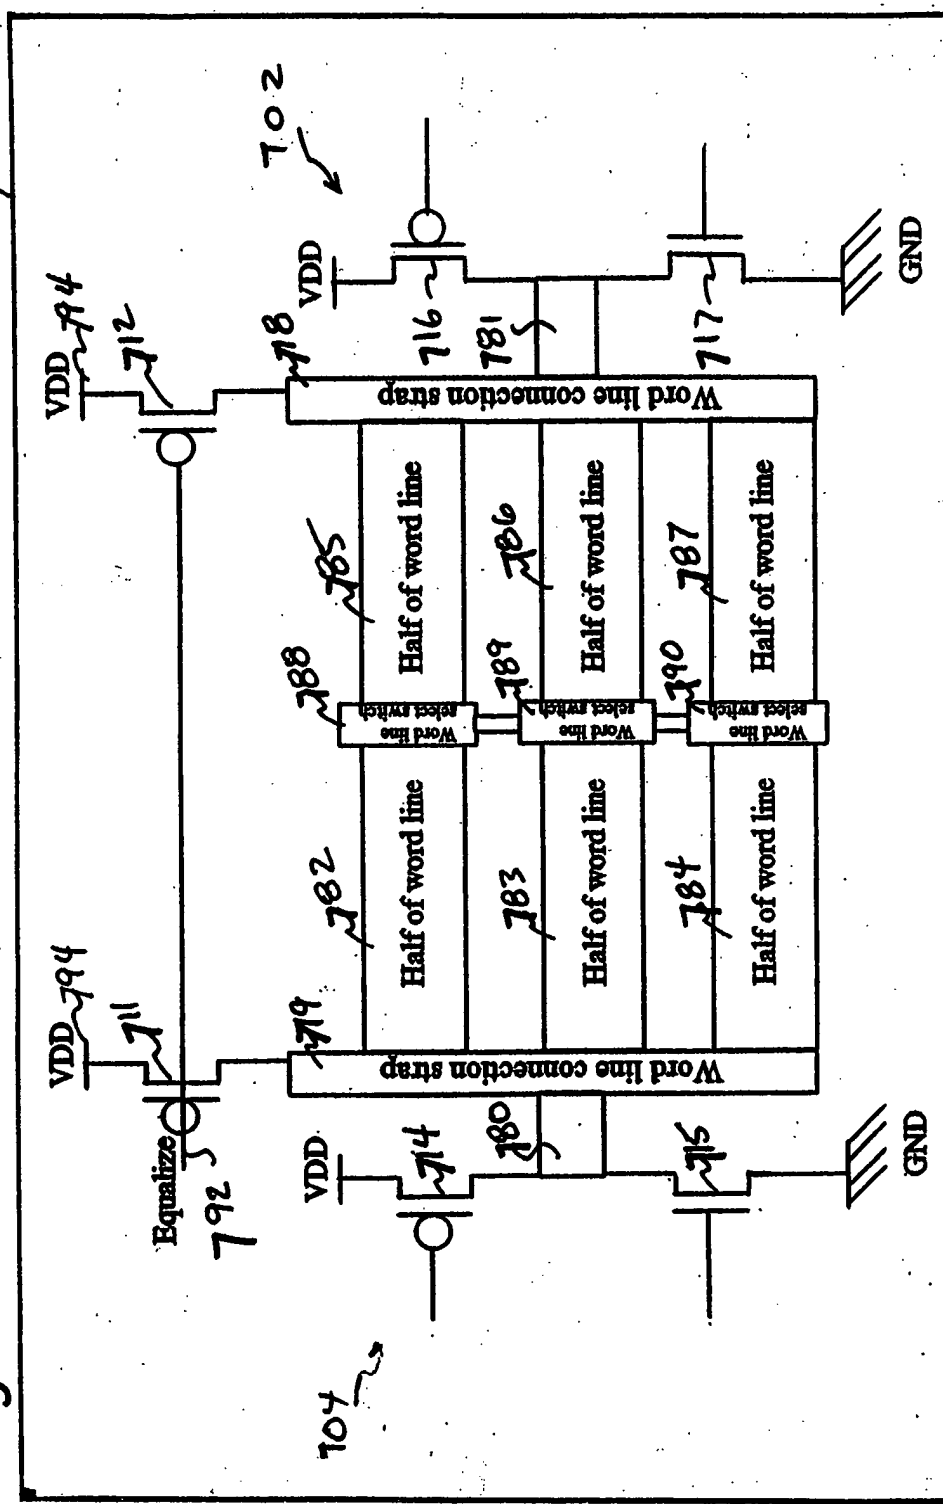 VDD 794
VDD 794
711
712
Equalize
792
719
718
702
704
VDD
VDD
714
716
780
781
715
717
GND
GND
Word line connection strap
Word line connection strap
782
785
788
Half of word line
Half of word line
Word line
select switch
783
786
789
Half of word line
Half of word line
Word line
select switch
784
787
790
Half of word line
Half of word line
Word line
select switch